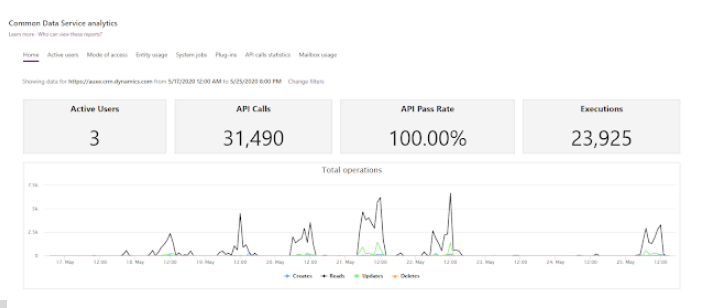 Common Data Service analytics
Learn more · Who can view these reports?
Home Active users Mode of access Entity usage System jobs Plug-ins API calls statistics Mailbox usage
Showing data for https://auxo.crm.dynamics.com from 5/17/2020 12:00 AM to 5/25/2020 8:00 PM Change filters
Active Users API Calls API Pass Rate Executions
3 31,490 100.00% 23,925
Total operations
7.5k
5k
2.5k
0
17. May 12:00 18. May 12:00 19. May 12:00 20. May 12:00 21. May 12:00 22. May 12:00 23. May 12:00 24. May 12:00 25. May 12:00
Creates Reads Updates Deletes